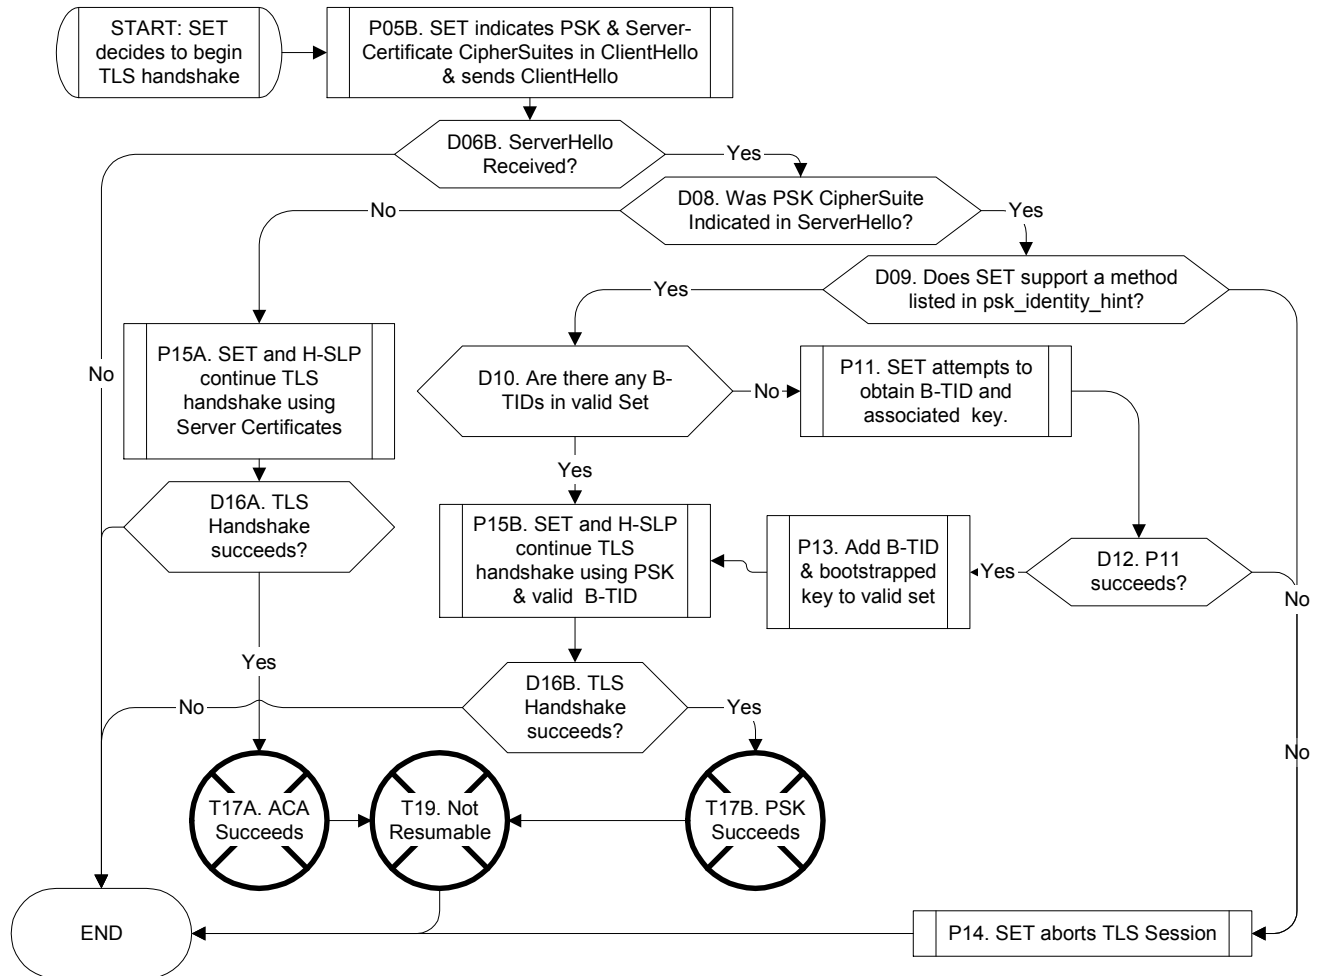 START: SET
decides to begin
TLS handshake
P05B. SET indicates PSK & Server-
Certificate CipherSuites in ClientHello
& sends ClientHello
D06B. ServerHello
Received?
Yes
D08. Was PSK CipherSuite
Indicated in ServerHello?
No
Yes
D09. Does SET support a method
listed in psk_identity_hint?
Yes
No
P15A. SET and H-SLP
continue TLS
handshake using
Server Certificates
D10. Are there any B-
TIDs in valid Set
No
P11. SET attempts to
obtain B-TID and
associated key.
Yes
D16A. TLS
Handshake
succeeds?
P15B. SET and H-SLP
continue TLS
handshake using PSK
& valid B-TID
P13. Add B-TID
& bootstrapped
key to valid set
Yes
D12. P11
succeeds?
No
Yes
D16B. TLS
Handshake
succeeds?
No
Yes
No
T17A. ACA
Succeeds
T19. Not
Resumable
T17B. PSK
Succeeds
END
P14. SET aborts TLS Session